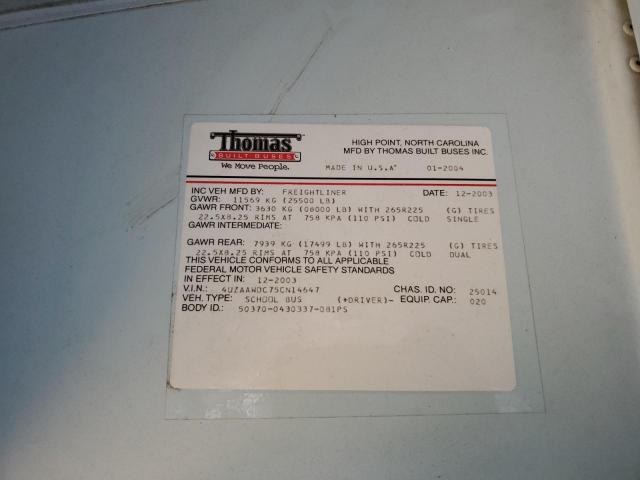 Thomas
BUILT BUSES
We Move People.
HIGH POINT, NORTH CAROLINA
MFD BY THOMAS BUILT BUSES INC.
MADE IN U.S.A 01-2004
INC VEH MFD BY: FREIGHTLINER DATE: 12-2003
GVWR: 11569 KG (25500 LB)
GAWR FRONT: 3630 KG (08000 LB) WITH 265R225 (G) TIRES
22.5X8.25 RIMS AT 758 KPA (110 PSI) COLD SINGLE
GAWR INTERMEDIATE:
GAWR REAR: 7939 KG (17499 LB) WITH 265R225 (G) TIRES
22.5X8.25 RIMS AT 758 KPA (110 PSI) COLD DUAL
THIS VEHICLE CONFORMS TO ALL APPLICABLE
FEDERAL MOTOR VEHICLE SAFETY STANDARDS
IN EFFECT IN: 12-2003
V.I.N.: 4UZAAWDC75CN14647 CHAS. ID. NO: 25014
VEH. TYPE: SCHOOL BUS (+DRIVER)- EQUIP. CAP.: 020
BODY ID.: 50370-0430337-081PS